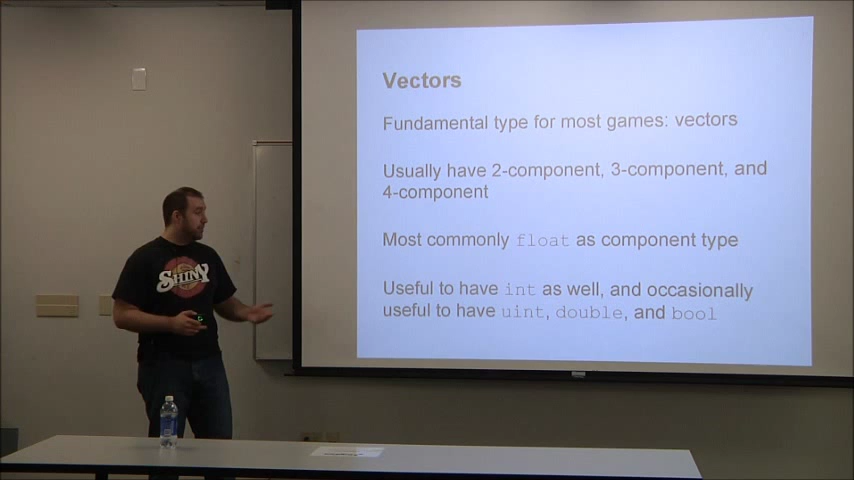 Vectors
Fundamental type for most games: vectors
Usually have 2-component, 3-component, and
4-component
Most commonly float as component type
Useful to have int as well, and occasionally
useful to have uint, double, and bool
SHINY